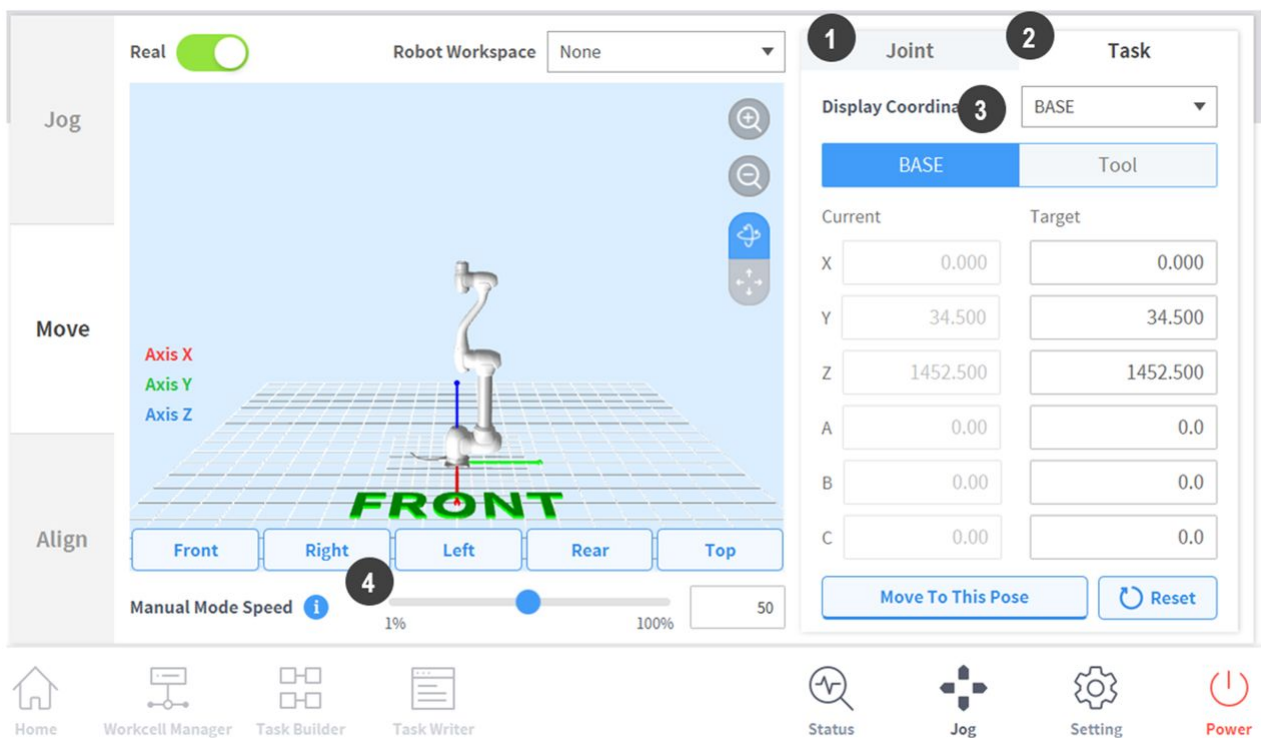 Real
Robot Workspace
None
1
Joint
2
Task
Jog
Display Coordina
3
BASE
BASE
Tool
Current
Target
X
0.000
0.000
Move
Y
34.500
34.500
Axis X
Axis Y
Axis Z
Z
1452.500
1452.500
A
0.00
0.0
B
0.00
0.0
FRONT
Align
Front
Right
Left
Rear
Top
C
0.00
0.0
4
Manual Mode Speed
i
1%
100%
50
Move To This Pose
Reset
Home
Workcell Manager
Task Builder
Task Writer
Status
Jog
Setting
Power